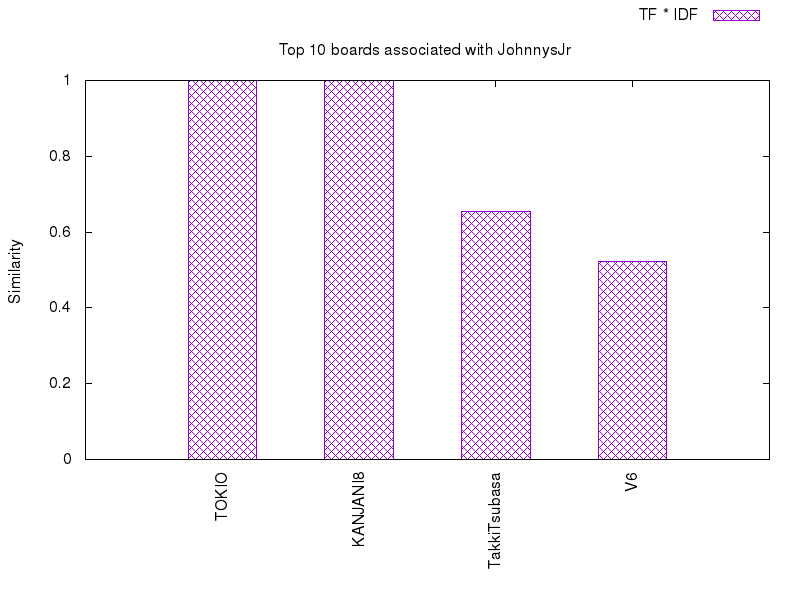 TF * IDF
Top 10 boards associated with JohnnysJr
1
0.8
0.6
0.4
0.2
0
Similarity
TOKIO
KANJANI8
TakkiTsubasa
V6